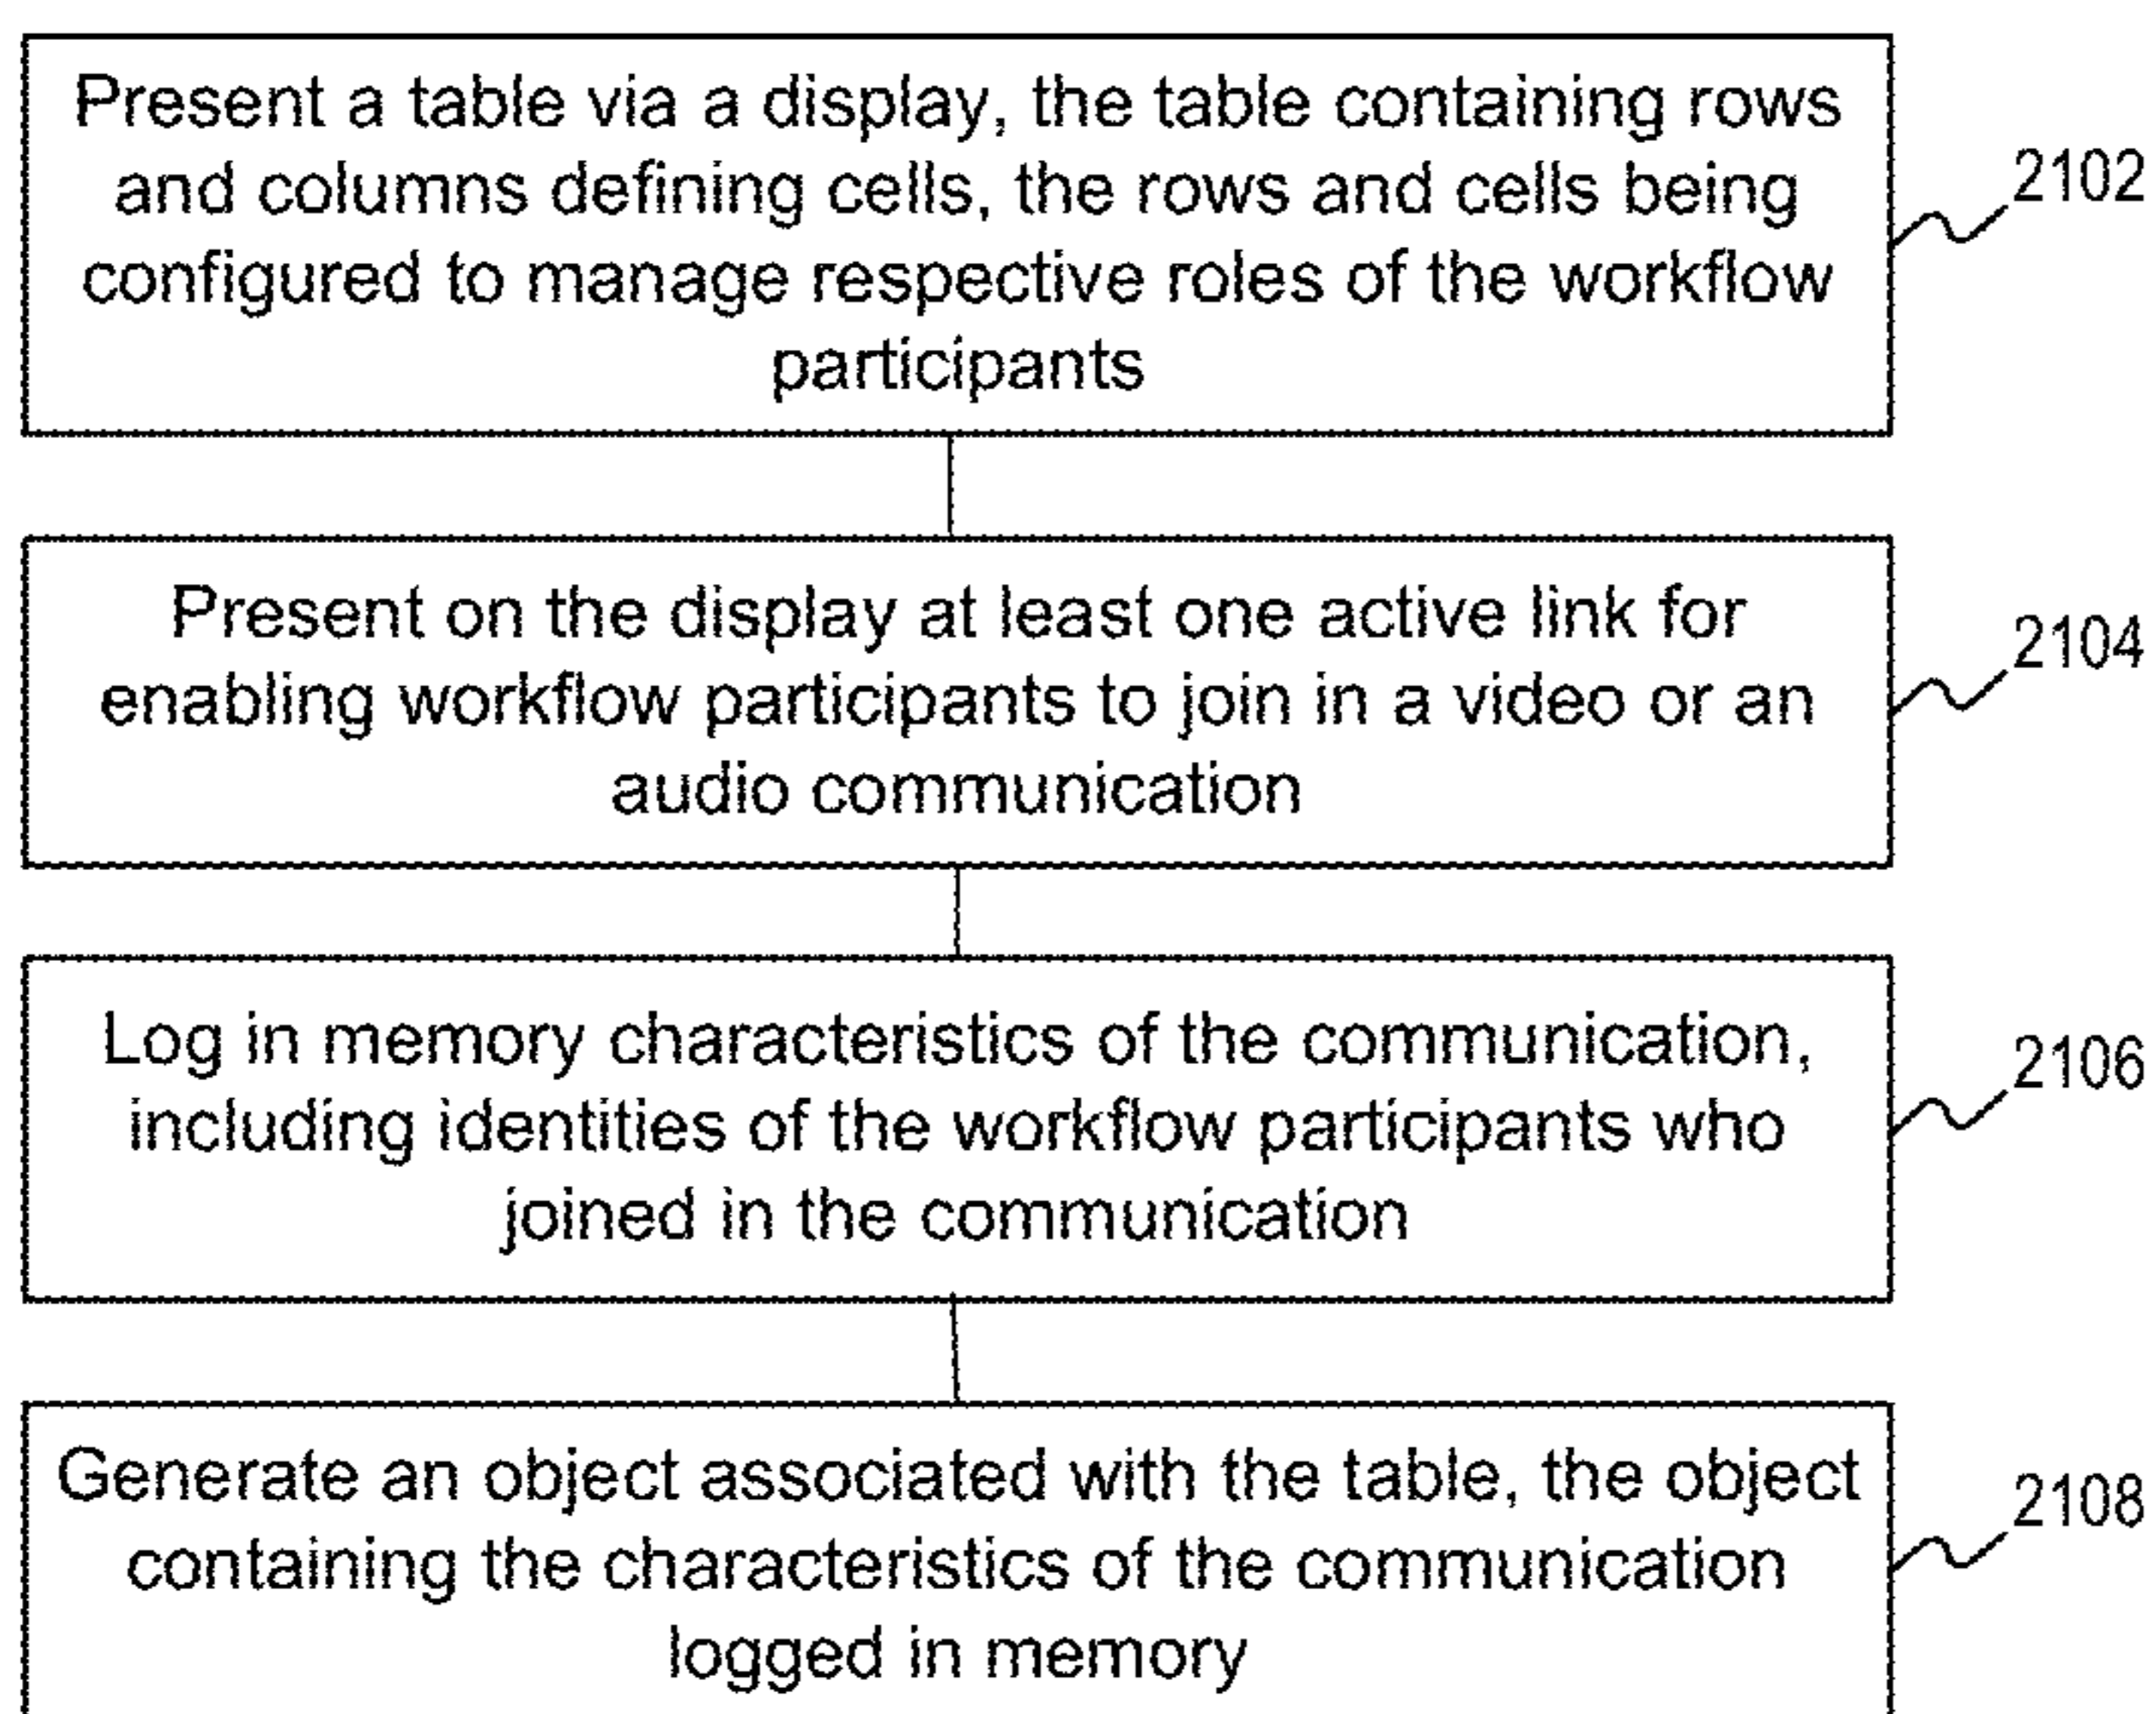 Present a table via a display, the table containing rows
and columns defining cells, the rows and cells being
configured to manage respective roles of the workflow
participants
2102
Present on the display at least one active link for
enabling workflow participants to join in a video or an
audio communication
2104
Log in memory characteristics of the communication,
including identities of the workflow participants who
joined in the communication
2106
Generate an object associated with the table, the object
containing the characteristics of the communication
logged in memory
2108